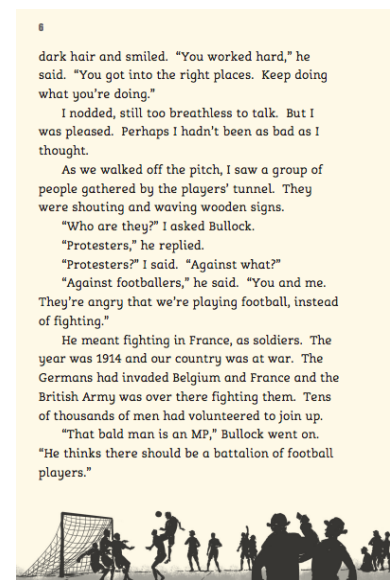 6
dark hair and smiled.  “You worked hard,” he
said.  “You got into the right places.  Keep doing
what you’re doing.”
I nodded, still too breathless to talk.  But I
was pleased.  Perhaps I hadn’t been as bad as I
thought.
As we walked off the pitch, I saw a group of
people gathered by the players’ tunnel.  They
were shouting and waving wooden signs.
“Who are they?” I asked Bullock.
“Protesters,” he replied.
“Protesters?” I said.  “Against what?”
“Against footballers,” he said.  “You and me.
They’re angry that we’re playing football, instead
of fighting.”
He meant fighting in France, as soldiers.  The
year was 1914 and our country was at war.  The
Germans had invaded Belgium and France and the
British Army was over there fighting them.  Tens
of thousands of men had volunteered to join up.
“That bald man is an MP,” Bullock went on.
“He thinks there should be a battalion of football
players.”